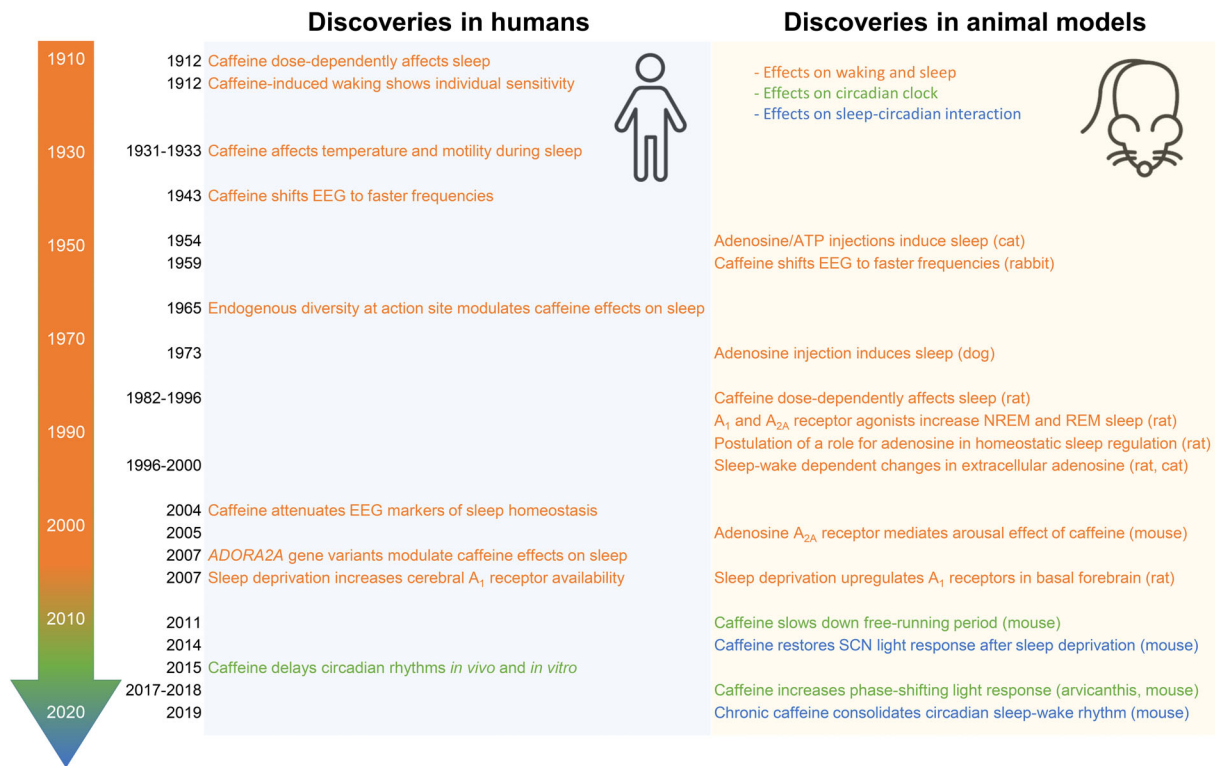 Discoveries in humans
Discoveries in animal models
1910
1930
1950
1970
1990
2000
2010
2020
- Effects on waking and sleep
- Effects on circadian clock
- Effects on sleep-circadian interaction
1912 Caffeine dose-dependently affects sleep
1912 Caffeine-induced waking shows individual sensitivity
1931-1933 Caffeine affects temperature and motility during sleep
1943 Caffeine shifts EEG to faster frequencies
1954 Adenosine/ATP injections induce sleep (cat)
1959 Caffeine shifts EEG to faster frequencies (rabbit)
1965 Endogenous diversity at action site modulates caffeine effects on sleep
1973 Adenosine injection induces sleep (dog)
1982-1996 Caffeine dose-dependently affects sleep (rat)
A1 and A2A receptor agonists increase NREM and REM sleep (rat)
Postulation of a role for adenosine in homeostatic sleep regulation (rat)
1996-2000 Sleep-wake dependent changes in extracellular adenosine (rat, cat)
2004 Caffeine attenuates EEG markers of sleep homeostasis
2005 Adenosine A2A receptor mediates arousal effect of caffeine (mouse)
2007 ADORA2A gene variants modulate caffeine effects on sleep
2007 Sleep deprivation increases cerebral A1 receptor availability Sleep deprivation upregulates A1 receptors in basal forebrain (rat)
2011 Caffeine slows down free-running period (mouse)
2014 Caffeine restores SCN light response after sleep deprivation (mouse)
2015 Caffeine delays circadian rhythms in vivo and in vitro
2017-2018 Caffeine increases phase-shifting light response (arvicanthis, mouse)
2019 Chronic caffeine consolidates circadian sleep-wake rhythm (mouse)